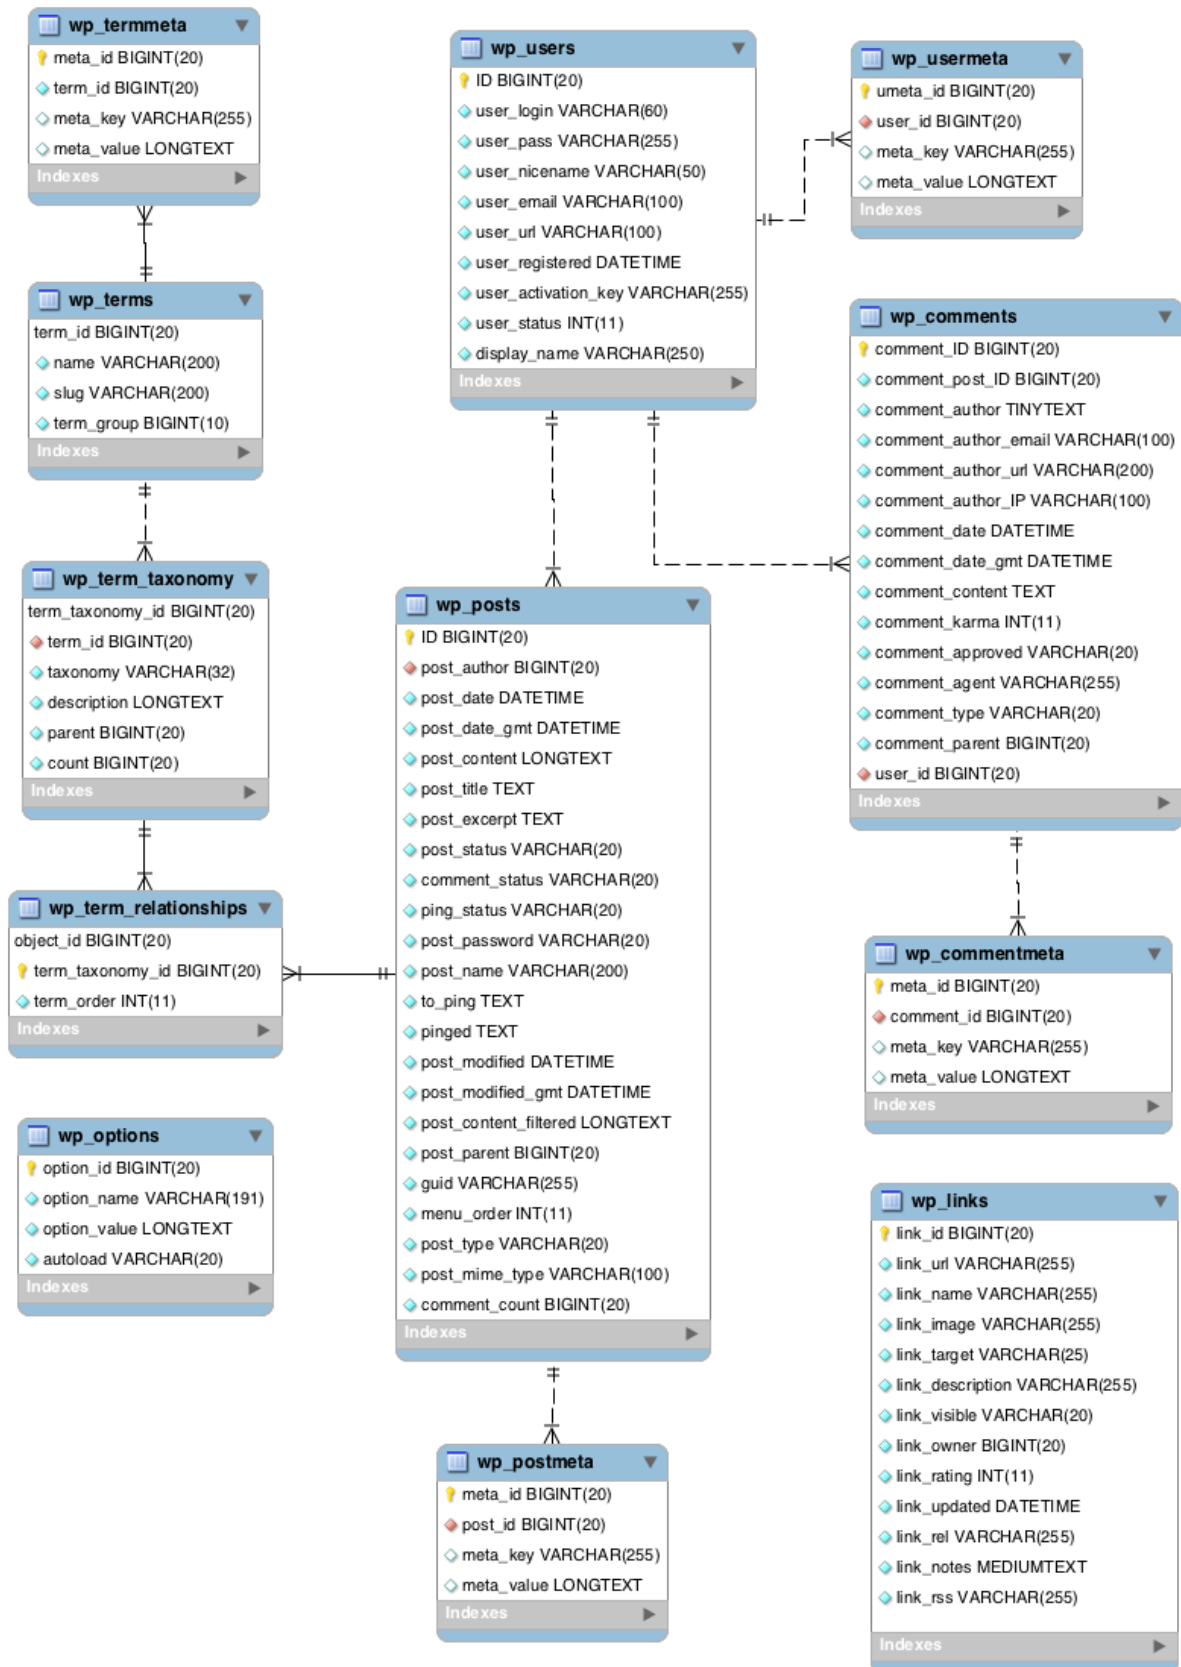 wp_termmeta
meta_id BIGINT(20)
term_id BIGINT(20)
meta_key VARCHAR(255)
meta_value LONGTEXT
Indexes
wp_terms
term_id BIGINT(20)
name VARCHAR(200)
slug VARCHAR(200)
term_group BIGINT(10)
Indexes
wp_term_taxonomy
term_taxonomy_id BIGINT(20)
term_id BIGINT(20)
taxonomy VARCHAR(32)
description LONGTEXT
parent BIGINT(20)
count BIGINT(20)
Indexes
wp_term_relationships
object_id BIGINT(20)
term_taxonomy_id BIGINT(20)
term_order INT(11)
Indexes
wp_options
option_id BIGINT(20)
option_name VARCHAR(191)
option_value LONGTEXT
autoload VARCHAR(20)
Indexes
wp_users
ID BIGINT(20)
user_login VARCHAR(60)
user_pass VARCHAR(255)
user_nicename VARCHAR(50)
user_email VARCHAR(100)
user_url VARCHAR(100)
user_registered DATETIME
user_activation_key VARCHAR(255)
user_status INT(11)
display_name VARCHAR(250)
Indexes
wp_posts
ID BIGINT(20)
post_author BIGINT(20)
post_date DATETIME
post_date_gmt DATETIME
post_content LONGTEXT
post_title TEXT
post_excerpt TEXT
post_status VARCHAR(20)
comment_status VARCHAR(20)
ping_status VARCHAR(20)
post_password VARCHAR(20)
post_name VARCHAR(200)
to_ping TEXT
pinged TEXT
post_modified DATETIME
post_modified_gmt DATETIME
post_content_filtered LONGTEXT
post_parent BIGINT(20)
guid VARCHAR(255)
menu_order INT(11)
post_type VARCHAR(20)
post_mime_type VARCHAR(100)
comment_count BIGINT(20)
Indexes
wp_postmeta
meta_id BIGINT(20)
post_id BIGINT(20)
meta_key VARCHAR(255)
meta_value LONGTEXT
Indexes
wp_usermeta
umeta_id BIGINT(20)
user_id BIGINT(20)
meta_key VARCHAR(255)
meta_value LONGTEXT
Indexes
wp_comments
comment_ID BIGINT(20)
comment_post_ID BIGINT(20)
comment_author TINYTEXT
comment_author_email VARCHAR(100)
comment_author_url VARCHAR(200)
comment_author_IP VARCHAR(100)
comment_date DATETIME
comment_date_gmt DATETIME
comment_content TEXT
comment_karma INT(11)
comment_approved VARCHAR(20)
comment_agent VARCHAR(255)
comment_type VARCHAR(20)
comment_parent BIGINT(20)
user_id BIGINT(20)
Indexes
wp_commentmeta
meta_id BIGINT(20)
comment_id BIGINT(20)
meta_key VARCHAR(255)
meta_value LONGTEXT
Indexes
wp_links
link_id BIGINT(20)
link_url VARCHAR(255)
link_name VARCHAR(255)
link_image VARCHAR(255)
link_target VARCHAR(25)
link_description VARCHAR(255)
link_visible VARCHAR(20)
link_owner BIGINT(20)
link_rating INT(11)
link_updated DATETIME
link_rel VARCHAR(255)
link_notes MEDIUMTEXT
link_rss VARCHAR(255)
Indexes